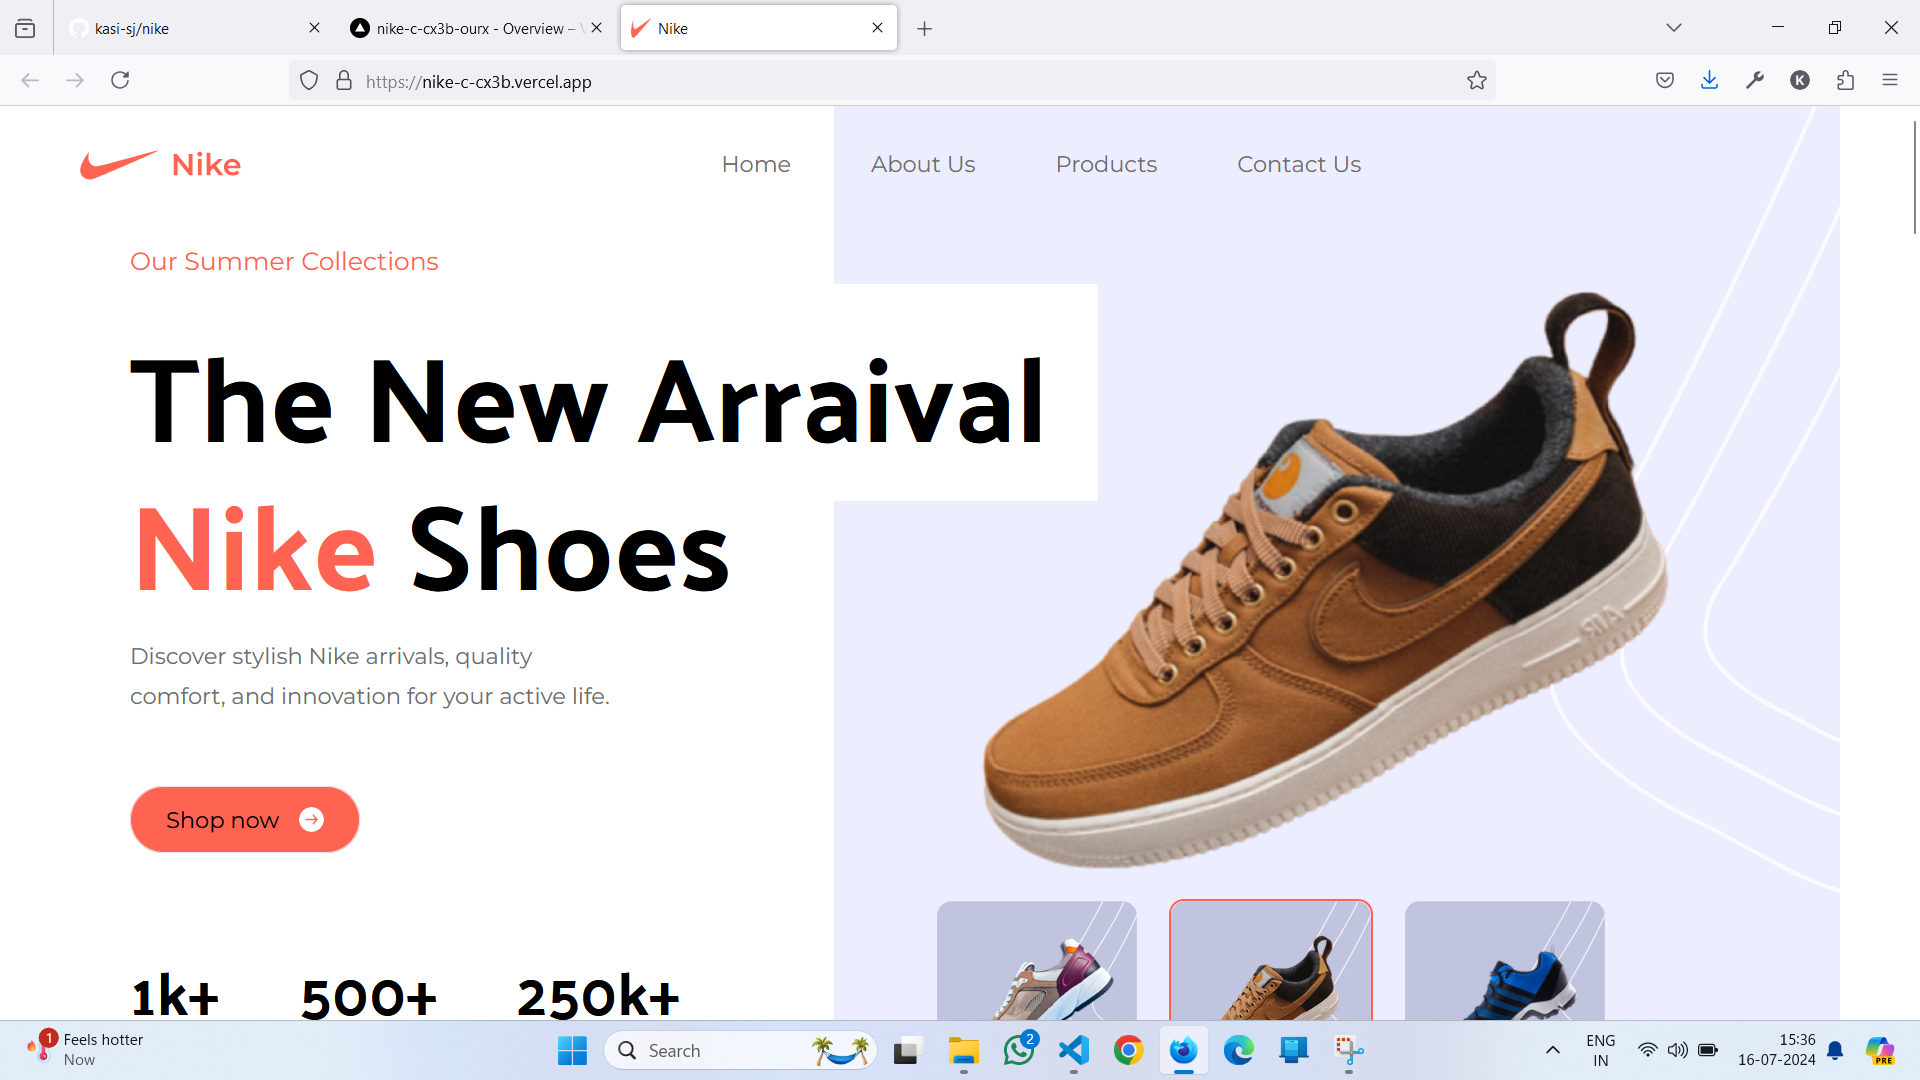 kasi-sj/nike
nike-c-cx3b-ourx - Overview –
Nike
https://nike-c-cx3b.vercel.app
K
Nike
Home
About Us
Products
Contact Us
Our Summer Collections
The New Arraival
Nike Shoes
Discover stylish Nike arrivals, quality
comfort, and innovation for your active life.
Shop now
1k+
500+
250k+
AIR
1
Feels hotter
Now
Search
2
ENG
IN
15:36
16-07-2024
PRE